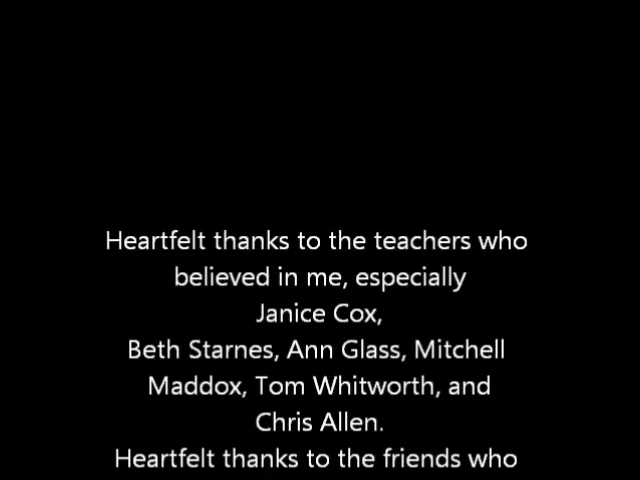 Heartfelt thanks to the teachers who
believed in me, especially
Janice Cox,
Beth Starnes, Ann Glass, Mitchell
Maddox, Tom Whitworth, and
Chris Allen.
Heartfelt thanks to the friends who